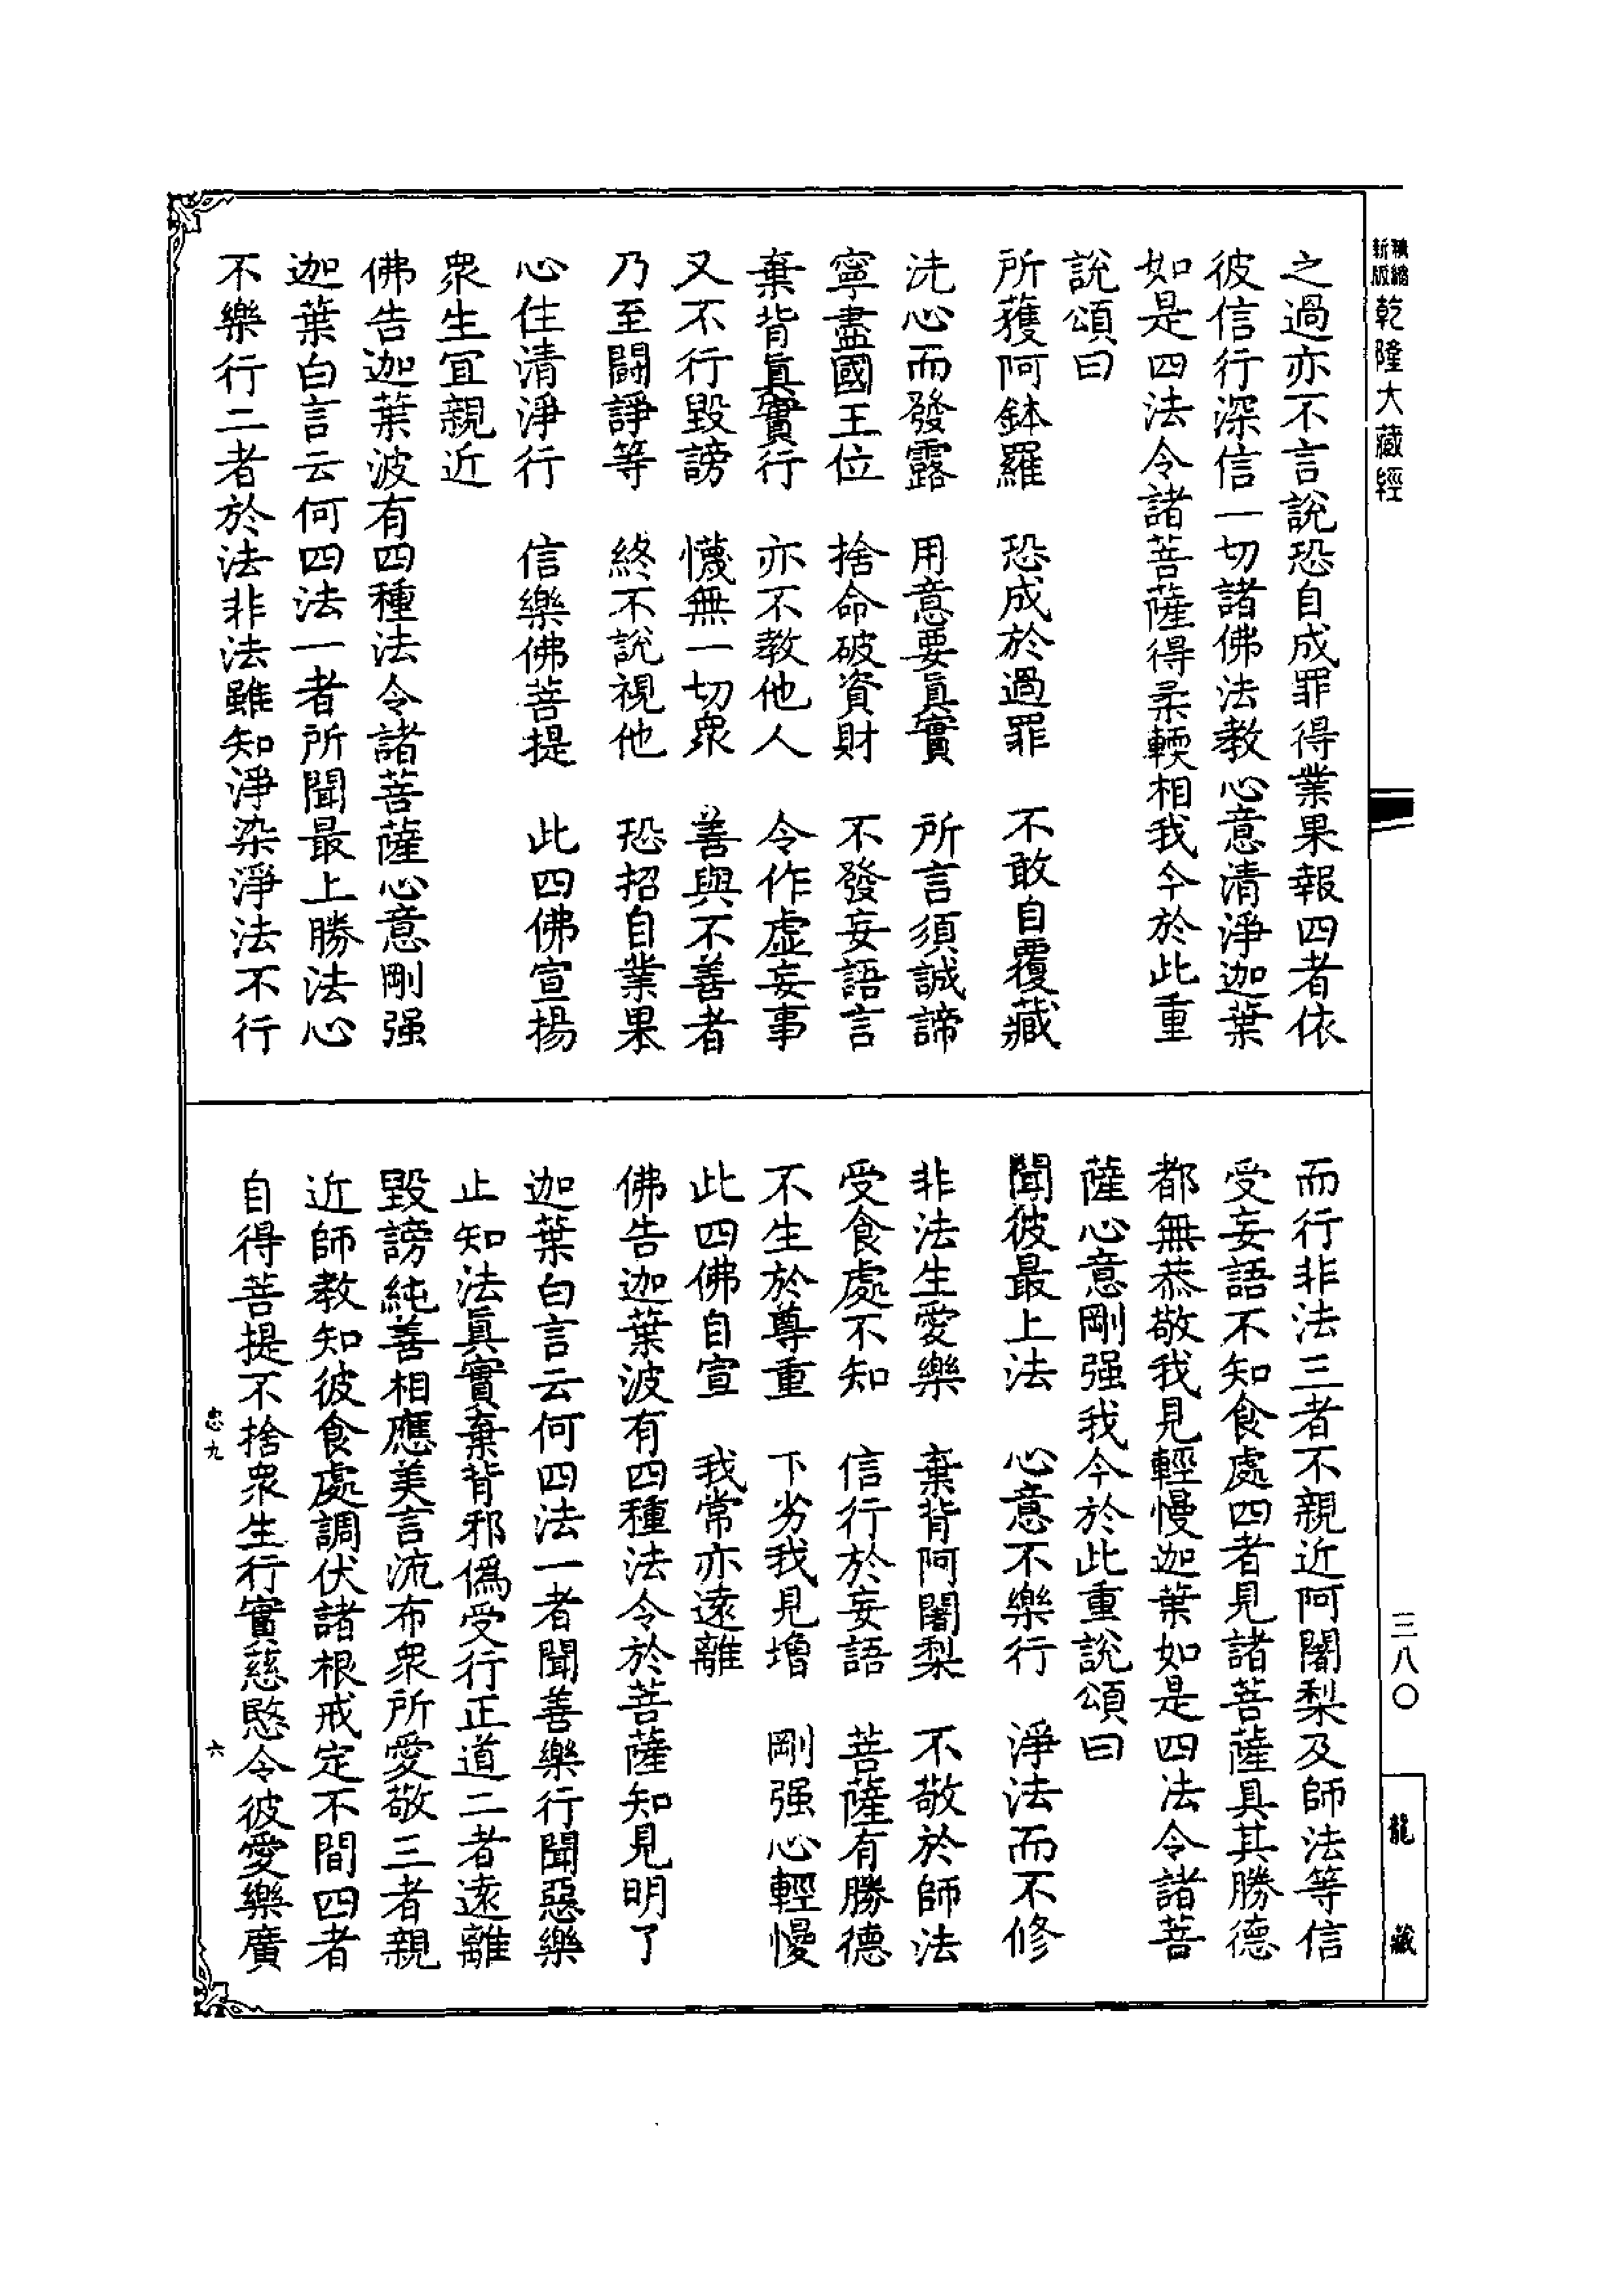 新版精縮乾隆大藏經
之過亦不言說恐自成罪得業果報四者依
彼信行深信一切諸佛法教心意清淨迦葉
如是四法令諸菩薩得柔輭相我今於此重
說頌曰
所獲阿鉢羅　恐成於過罪　不敢自覆藏
洗心而發露　用意要眞實　所言須誠諦
寧盡國王位　捨命破資財　不發妄語言
棄背眞實行　亦不教他人　令作虛妄事
又不行毀謗　懱無一切衆　善與不善者
乃至鬭諍等　終不說視他　恐招自業果
心住清淨行　信樂佛菩提　此四佛宣揚
衆生宜親近
佛告迦葉波有四種法令諸菩薩心意剛强
迦葉白言云何四法一者所聞最上勝法心
不樂行二者於法非法雖知淨染淨法不行
而行非法三者不親近阿闍梨及師法等信
受妄語不知食處四者見諸菩薩具其勝德
都無恭敬我見輕慢迦葉如是四法令諸菩
薩心意剛强我今於此重說頌曰
聞彼最上法　心意不樂行　淨法而不修
非法生愛樂　棄背阿闍梨　不敬於師法
受食處不知　信行於妄語　菩薩有勝德
不生於尊重　下劣我見增　剛强心輕慢
此四佛自宣　我常亦遠離
佛告迦葉波有四種法令於菩薩知見明了
迦葉白言云何四法一者聞善樂行聞惡樂
止知法眞實棄背邪僞受行正道二者遠離
毀謗純善相應美言流布衆所愛敬三者親
近師教知彼食處調伏諸根戒定不間四者
自得菩提不捨衆生行實慈愍令彼愛樂廣
忠九
六
三八〇
龍藏